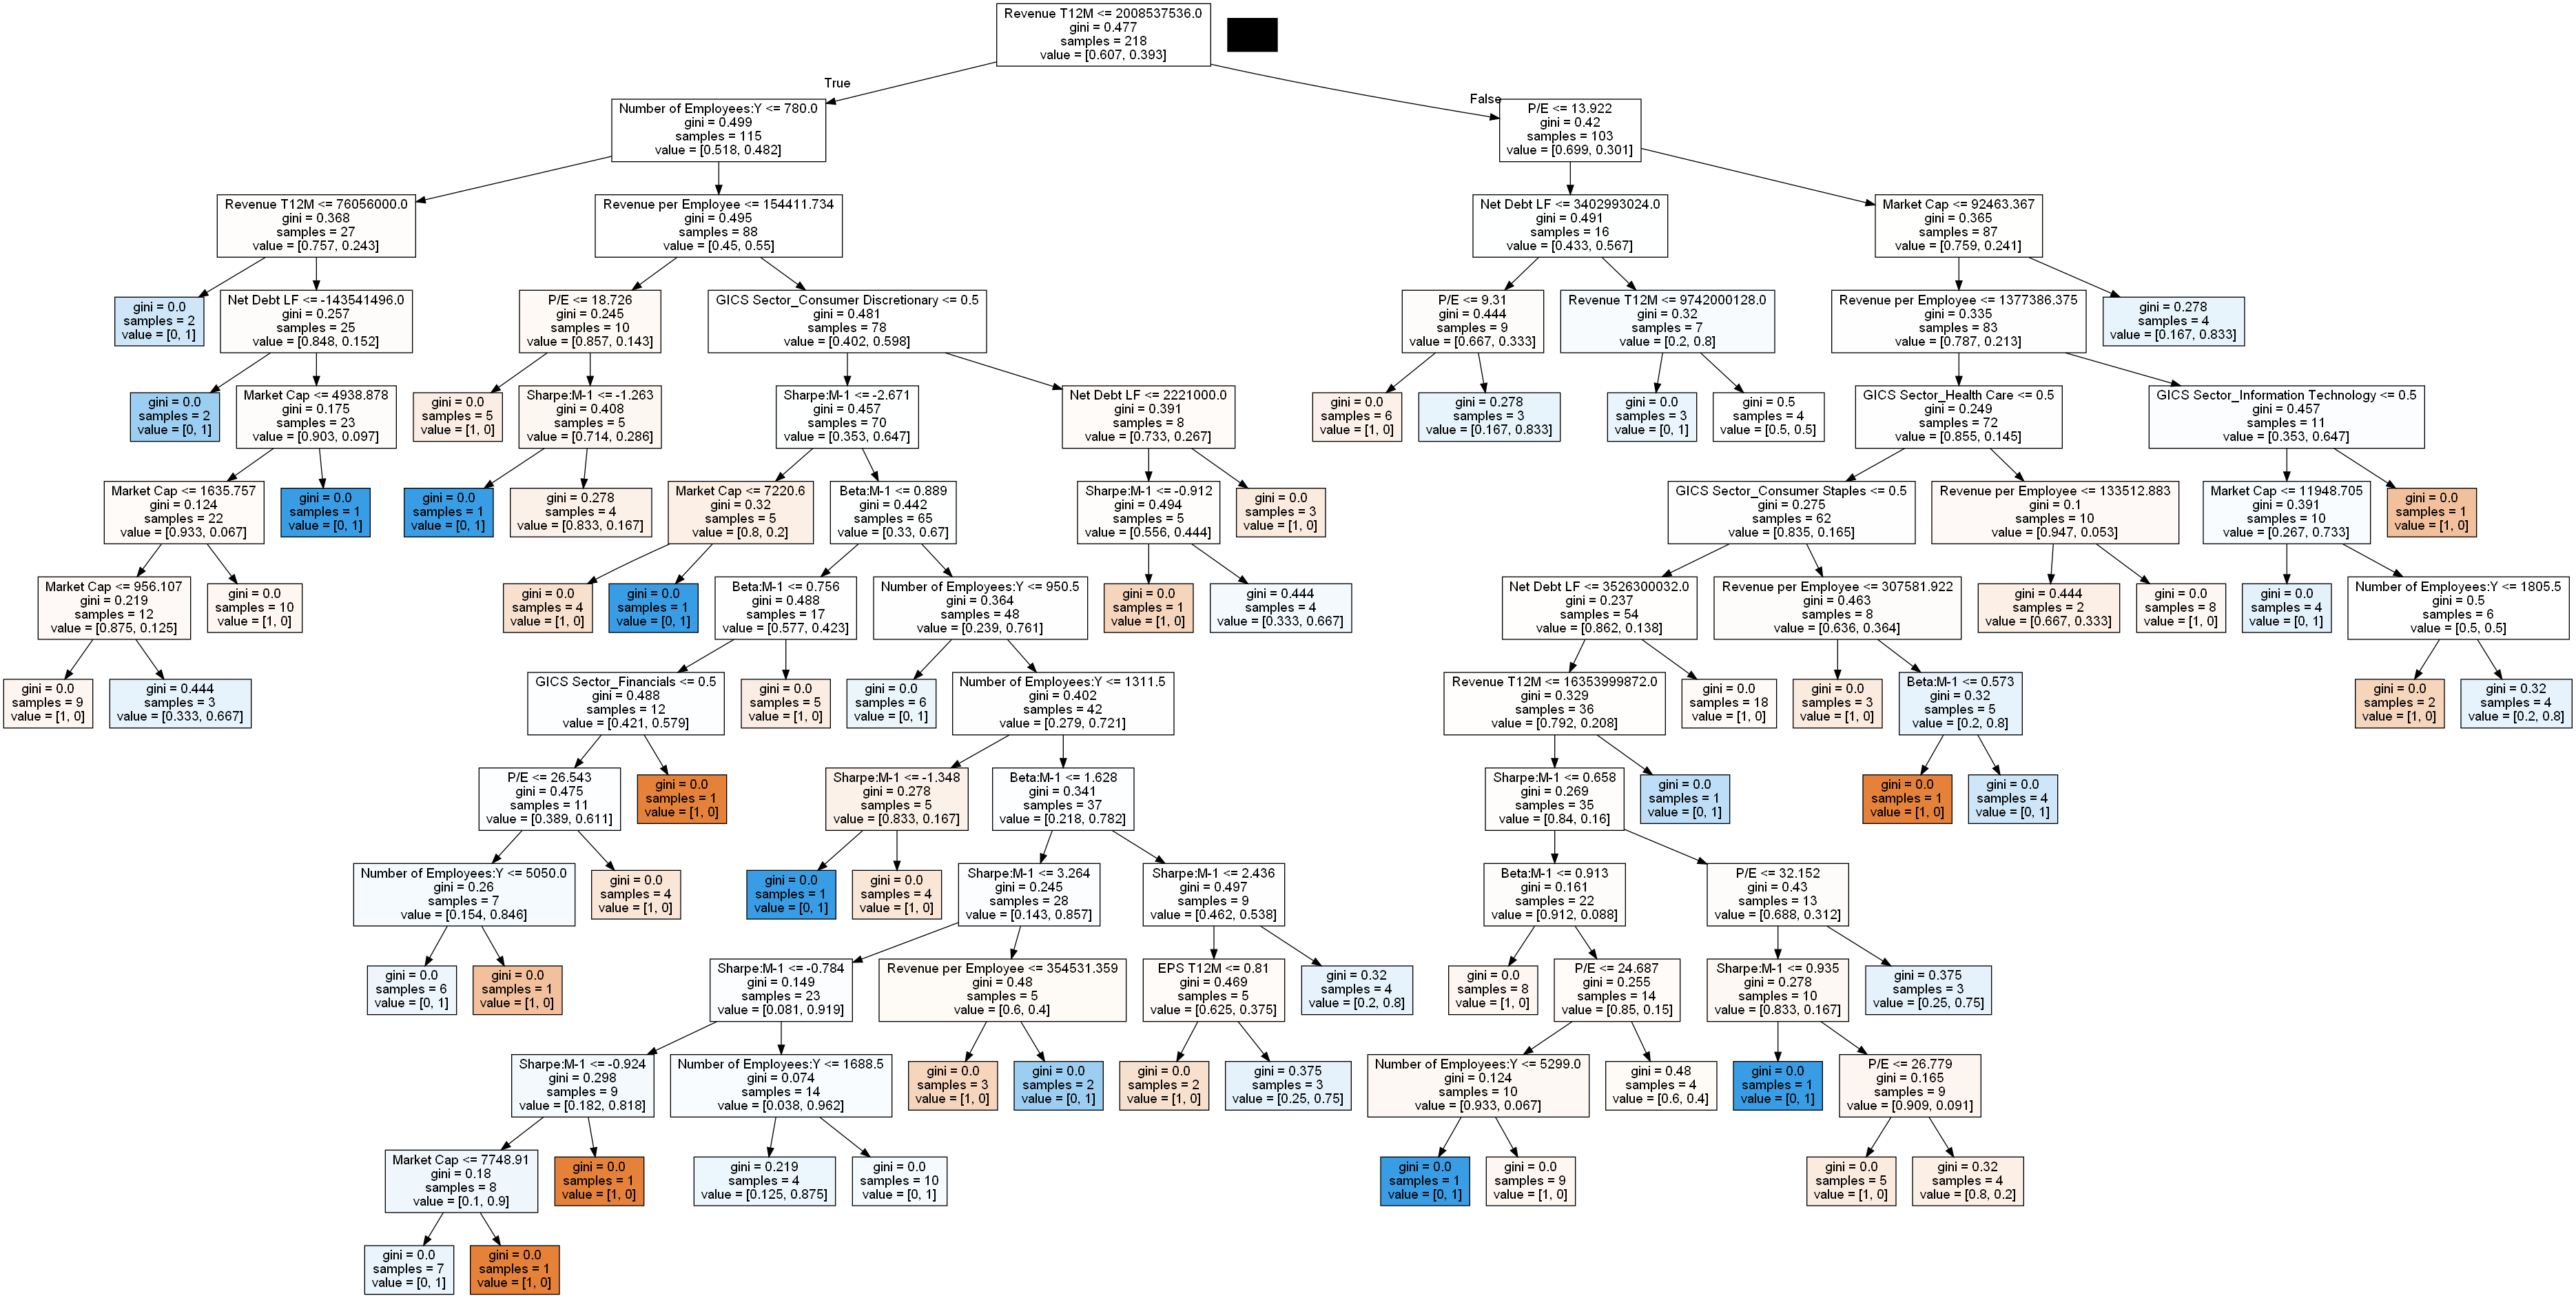 Revenue T12M <= 2008537536.0
gini = 0.477
samples = 218
value = [0.607, 0.393]
True
False
Number of Employees:Y <= 780.0
gini = 0.499
samples = 115
value = [0.518, 0.482]
P/E <= 13.922
gini = 0.42
samples = 103
value = [0.699, 0.301]
Revenue T12M <= 76056000.0
gini = 0.368
samples = 27
value = [0.757, 0.243]
Revenue per Employee <= 154411.734
gini = 0.495
samples = 88
value = [0.45, 0.55]
Net Debt LF <= 3402993024.0
gini = 0.491
samples = 16
value = [0.433, 0.567]
Market Cap <= 92463.367
gini = 0.365
samples = 87
value = [0.759, 0.241]
gini = 0.0
samples = 2
value = [0, 1]
Net Debt LF <= -143541496.0
gini = 0.257
samples = 25
value = [0.848, 0.152]
P/E <= 18.726
gini = 0.245
samples = 10
value = [0.857, 0.143]
GICS Sector_Consumer Discretionary <= 0.5
gini = 0.481
samples = 78
value = [0.402, 0.598]
P/E <= 9.31
gini = 0.444
samples = 9
value = [0.667, 0.333]
Revenue T12M <= 9742000128.0
gini = 0.32
samples = 7
value = [0.2, 0.8]
Revenue per Employee <= 1377386.375
gini = 0.335
samples = 83
value = [0.787, 0.213]
gini = 0.278
samples = 4
value = [0.167, 0.833]
gini = 0.0
samples = 2
value = [0, 1]
Market Cap <= 4938.878
gini = 0.175
samples = 23
value = [0.903, 0.097]
gini = 0.0
samples = 5
value = [1, 0]
Sharpe:M-1 <= -1.263
gini = 0.408
samples = 5
value = [0.714, 0.286]
Sharpe:M-1 <= -2.671
gini = 0.457
samples = 70
value = [0.353, 0.647]
Net Debt LF <= 2221000.0
gini = 0.391
samples = 8
value = [0.733, 0.267]
gini = 0.0
samples = 6
value = [1, 0]
gini = 0.278
samples = 3
value = [0.167, 0.833]
gini = 0.0
samples = 3
value = [0, 1]
gini = 0.5
samples = 4
value = [0.5, 0.5]
GICS Sector_Health Care <= 0.5
gini = 0.249
samples = 72
value = [0.855, 0.145]
GICS Sector_Information Technology <= 0.5
gini = 0.457
samples = 11
value = [0.353, 0.647]
Market Cap <= 1635.757
gini = 0.124
samples = 22
value = [0.933, 0.067]
gini = 0.0
samples = 1
value = [0, 1]
gini = 0.0
samples = 1
value = [0, 1]
gini = 0.278
samples = 4
value = [0.833, 0.167]
Market Cap <= 7220.6
gini = 0.32
samples = 5
value = [0.8, 0.2]
Beta:M-1 <= 0.889
gini = 0.442
samples = 65
value = [0.33, 0.67]
Sharpe:M-1 <= -0.912
gini = 0.494
samples = 5
value = [0.556, 0.444]
gini = 0.0
samples = 3
value = [1, 0]
GICS Sector_Consumer Staples <= 0.5
gini = 0.275
samples = 62
value = [0.835, 0.165]
Revenue per Employee <= 133512.883
gini = 0.1
samples = 10
value = [0.947, 0.053]
Market Cap <= 11948.705
gini = 0.391
samples = 10
value = [0.267, 0.733]
gini = 0.0
samples = 1
value = [1, 0]
Market Cap <= 956.107
gini = 0.219
samples = 12
value = [0.875, 0.125]
gini = 0.0
samples = 10
value = [1, 0]
gini = 0.0
samples = 4
value = [1, 0]
gini = 0.0
samples = 1
value = [0, 1]
Beta:M-1 <= 0.756
gini = 0.488
samples = 17
value = [0.577, 0.423]
Number of Employees:Y <= 950.5
gini = 0.364
samples = 48
value = [0.239, 0.761]
gini = 0.0
samples = 1
value = [1, 0]
gini = 0.444
samples = 4
value = [0.333, 0.667]
Net Debt LF <= 3526300032.0
gini = 0.237
samples = 54
value = [0.862, 0.138]
Revenue per Employee <= 307581.922
gini = 0.463
samples = 8
value = [0.636, 0.364]
gini = 0.444
samples = 2
value = [0.667, 0.333]
gini = 0.0
samples = 8
value = [1, 0]
gini = 0.0
samples = 4
value = [0, 1]
Number of Employees:Y <= 1805.5
gini = 0.5
samples = 6
value = [0.5, 0.5]
gini = 0.0
samples = 9
value = [1, 0]
gini = 0.444
samples = 3
value = [0.333, 0.667]
GICS Sector_Financials <= 0.5
gini = 0.488
samples = 12
value = [0.421, 0.579]
gini = 0.0
samples = 5
value = [1, 0]
gini = 0.0
samples = 6
value = [0, 1]
Number of Employees:Y <= 1311.5
gini = 0.402
samples = 42
value = [0.279, 0.721]
Revenue T12M <= 16353999872.0
gini = 0.329
samples = 36
value = [0.792, 0.208]
gini = 0.0
samples = 18
value = [1, 0]
gini = 0.0
samples = 3
value = [1, 0]
Beta:M-1 <= 0.573
gini = 0.32
samples = 5
value = [0.2, 0.8]
gini = 0.0
samples = 2
value = [1, 0]
gini = 0.32
samples = 4
value = [0.2, 0.8]
P/E <= 26.543
gini = 0.475
samples = 11
value = [0.389, 0.611]
gini = 0.0
samples = 1
value = [1, 0]
Sharpe:M-1 <= -1.348
gini = 0.278
samples = 5
value = [0.833, 0.167]
Beta:M-1 <= 1.628
gini = 0.341
samples = 37
value = [0.218, 0.782]
Sharpe:M-1 <= 0.658
gini = 0.269
samples = 35
value = [0.84, 0.16]
gini = 0.0
samples = 1
value = [0, 1]
gini = 0.0
samples = 1
value = [1, 0]
gini = 0.0
samples = 4
value = [0, 1]
Number of Employees:Y <= 5050.0
gini = 0.26
samples = 7
value = [0.154, 0.846]
gini = 0.0
samples = 4
value = [1, 0]
gini = 0.0
samples = 1
value = [0, 1]
gini = 0.0
samples = 4
value = [1, 0]
Sharpe:M-1 <= 3.264
gini = 0.245
samples = 28
value = [0.143, 0.857]
Sharpe:M-1 <= 2.436
gini = 0.497
samples = 9
value = [0.462, 0.538]
Beta:M-1 <= 0.913
gini = 0.161
samples = 22
value = [0.912, 0.088]
P/E <= 32.152
gini = 0.43
samples = 13
value = [0.688, 0.312]
gini = 0.0
samples = 6
value = [0, 1]
gini = 0.0
samples = 1
value = [1, 0]
Sharpe:M-1 <= -0.784
gini = 0.149
samples = 23
value = [0.081, 0.919]
Revenue per Employee <= 354531.359
gini = 0.48
samples = 5
value = [0.6, 0.4]
EPS T12M <= 0.81
gini = 0.469
samples = 5
value = [0.625, 0.375]
gini = 0.32
samples = 4
value = [0.2, 0.8]
gini = 0.0
samples = 8
value = [1, 0]
P/E <= 24.687
gini = 0.255
samples = 14
value = [0.85, 0.15]
Sharpe:M-1 <= 0.935
gini = 0.278
samples = 10
value = [0.833, 0.167]
gini = 0.375
samples = 3
value = [0.25, 0.75]
Sharpe:M-1 <= -0.924
gini = 0.298
samples = 9
value = [0.182, 0.818]
Number of Employees:Y <= 1688.5
gini = 0.074
samples = 14
value = [0.038, 0.962]
gini = 0.0
samples = 3
value = [1, 0]
gini = 0.0
samples = 2
value = [0, 1]
gini = 0.0
samples = 2
value = [1, 0]
gini = 0.375
samples = 3
value = [0.25, 0.75]
Number of Employees:Y <= 5299.0
gini = 0.124
samples = 10
value = [0.933, 0.067]
gini = 0.48
samples = 4
value = [0.6, 0.4]
gini = 0.0
samples = 1
value = [0, 1]
P/E <= 26.779
gini = 0.165
samples = 9
value = [0.909, 0.091]
Market Cap <= 7748.91
gini = 0.18
samples = 8
value = [0.1, 0.9]
gini = 0.0
samples = 1
value = [1, 0]
gini = 0.219
samples = 4
value = [0.125, 0.875]
gini = 0.0
samples = 10
value = [0, 1]
gini = 0.0
samples = 1
value = [0, 1]
gini = 0.0
samples = 9
value = [1, 0]
gini = 0.0
samples = 5
value = [1, 0]
gini = 0.32
samples = 4
value = [0.8, 0.2]
gini = 0.0
samples = 7
value = [0, 1]
gini = 0.0
samples = 1
value = [1, 0]